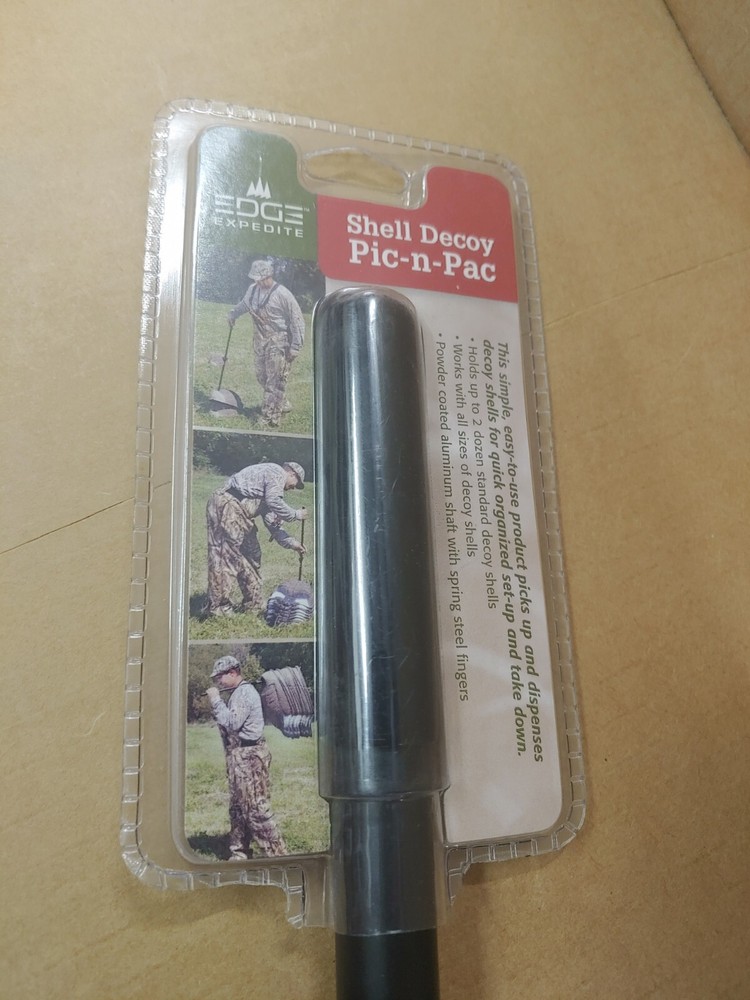 EDGE™
EXPEDITE
Shell Decoy
Pic-n-Pac
This simple, easy-to-use product picks up and dispenses
decoy shells for quick organized set-up and take down.
• Holds up to 2 dozen standard decoy shells
• Works with all sizes of decoy shells
• Powder coated aluminum shaft with spring steel fingers